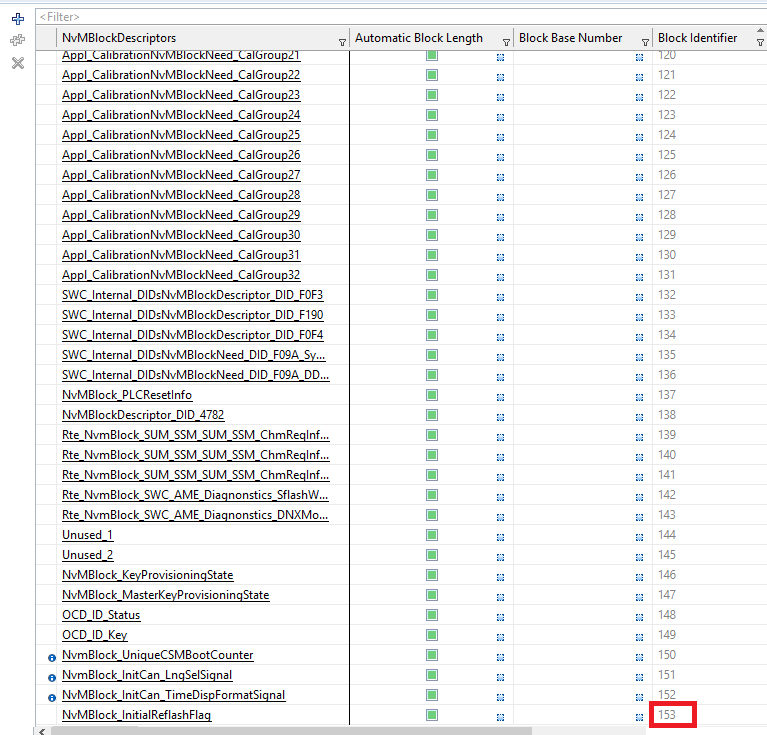 <Filter>
NvMBlockDescriptors Automatic Block Length Block Base Number Block Identifier
Appl_CalibrationNvMBlockNeed_CalGroup21 120
Appl_CalibrationNvMBlockNeed_CalGroup22 121
Appl_CalibrationNvMBlockNeed_CalGroup23 122
Appl_CalibrationNvMBlockNeed_CalGroup24 123
Appl_CalibrationNvMBlockNeed_CalGroup25 124
Appl_CalibrationNvMBlockNeed_CalGroup26 125
Appl_CalibrationNvMBlockNeed_CalGroup27 126
Appl_CalibrationNvMBlockNeed_CalGroup28 127
Appl_CalibrationNvMBlockNeed_CalGroup29 128
Appl_CalibrationNvMBlockNeed_CalGroup30 129
Appl_CalibrationNvMBlockNeed_CalGroup31 130
Appl_CalibrationNvMBlockNeed_CalGroup32 131
SWC_Internal_DIDsNvMBlockDescriptor_DID_F0F3 132
SWC_Internal_DIDsNvMBlockDescriptor_DID_F190 133
SWC_Internal_DIDsNvMBlockDescriptor_DID_F0F4 134
SWC_Internal_DIDsNvMBlockNeed_DID_F09A_Sy... 135
SWC_Internal_DIDsNvMBlockNeed_DID_F09A_DD... 136
NvMBlock_PLCResetInfo 137
NvMBlockDescriptor_DID_4782 138
Rte_NvmBlock_SUM_SSM_SUM_SSM_ChmReqInf... 139
Rte_NvmBlock_SUM_SSM_SUM_SSM_ChmReqInf... 140
Rte_NvmBlock_SUM_SSM_SUM_SSM_ChmReqInf... 141
Rte_NvmBlock_SWC_AME_Diagnonstics_SflashW... 142
Rte_NvmBlock_SWC_AME_Diagnonstics_DNXMo... 143
Unused_1 144
Unused_2 145
NvMBlock_KeyProvisioningState 146
NvMBlock_MasterKeyProvisioningState 147
OCD_ID_Status 148
OCD_ID_Key 149
NvmBlock_UniqueCSMBootCounter 150
NvmBlock_InitCan_LngSelSignal 151
NvMBlock_InitCan_TimeDispFormatSignal 152
NvMBlock_InitialReflashFlag 153